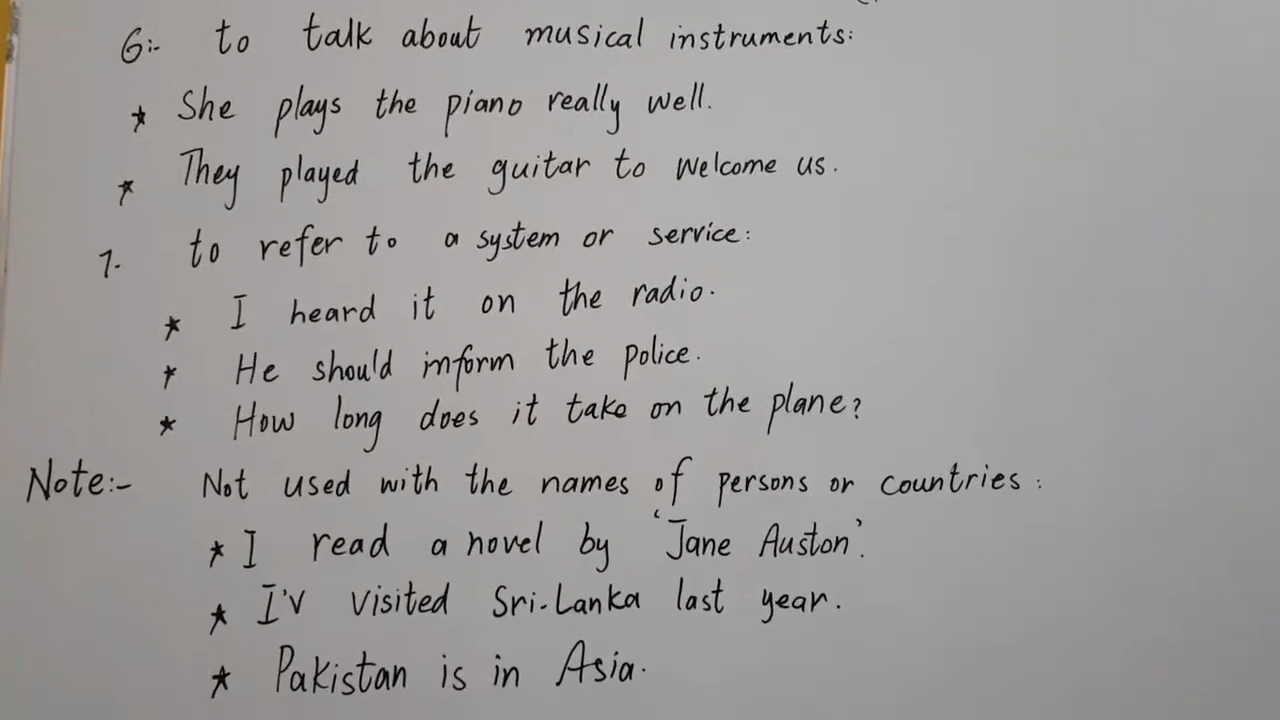 6:- to talk about musical instruments:
* She plays the piano really well.
* They played the guitar to welcome us.
7. to refer to a system or service:
* I heard it on the radio.
* He should inform the police.
* How long does it take on the plane?
Note:- Not used with the names of persons or countries:
* I read a novel by 'Jane Auston'.
* I'v visited Sri-Lanka last year.
* Pakistan is in Asia.